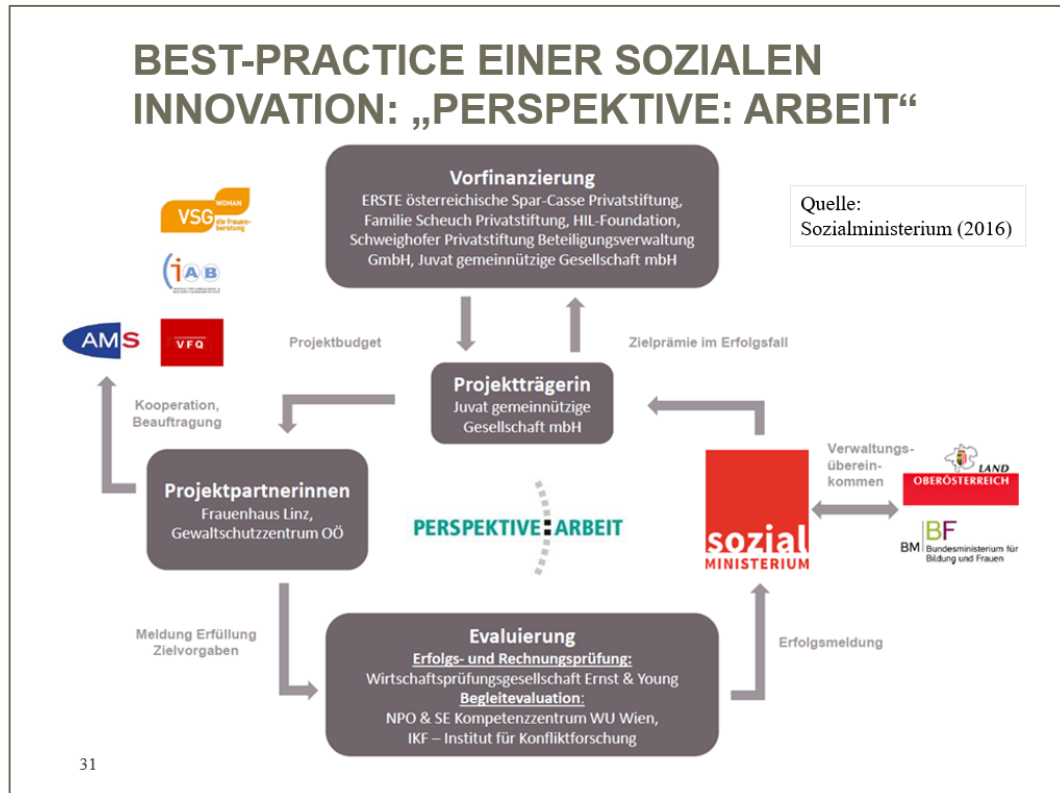 BEST-PRACTICE EINER SOZIALEN
INNOVATION: „PERSPEKTIVE: ARBEIT“
Vorfinanzierung
ERSTE österreichische Spar-Casse Privatstiftung,
Familie Scheuch Privatstiftung, HIL-Foundation,
Schweighofer Privatstiftung Beteiligungsverwaltung
GmbH, Juvat gemeinnützige Gesellschaft mbH
Quelle:
Sozialministerium (2016)
WOMAN
VSG
die frauen-
beratung
iAB
AMS
VFQ
Projektbudget
Zielprämie im Erfolgsfall
Projektträgerin
Juvat gemeinnützige
Gesellschaft mbH
Kooperation,
Beauftragung
Projektpartnerinnen
Frauenhaus Linz,
Gewaltschutzzentrum OÖ
PERSPEKTIVE:ARBEIT
sozial
MINISTERIUM
Verwaltungs-
überein-
kommen
LAND
OBERÖSTERREICH
BF
BM Bundesministerium für
Bildung und Frauen
Meldung Erfüllung
Zielvorgaben
Evaluierung
Erfolgs- und Rechnungsprüfung:
Wirtschaftsprüfungsgesellschaft Ernst & Young
Begleitevaluation:
NPO & SE Kompetenzzentrum WU Wien,
IKF – Institut für Konfliktforschung
Erfolgsmeldung
31